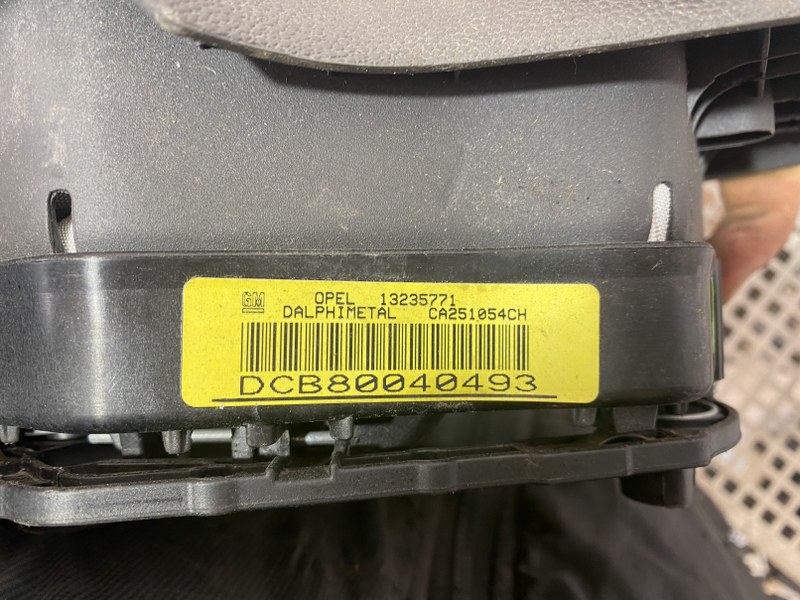 GM OPEL 13235771
DALPHIMETAL CA251054CH
DCB80040493